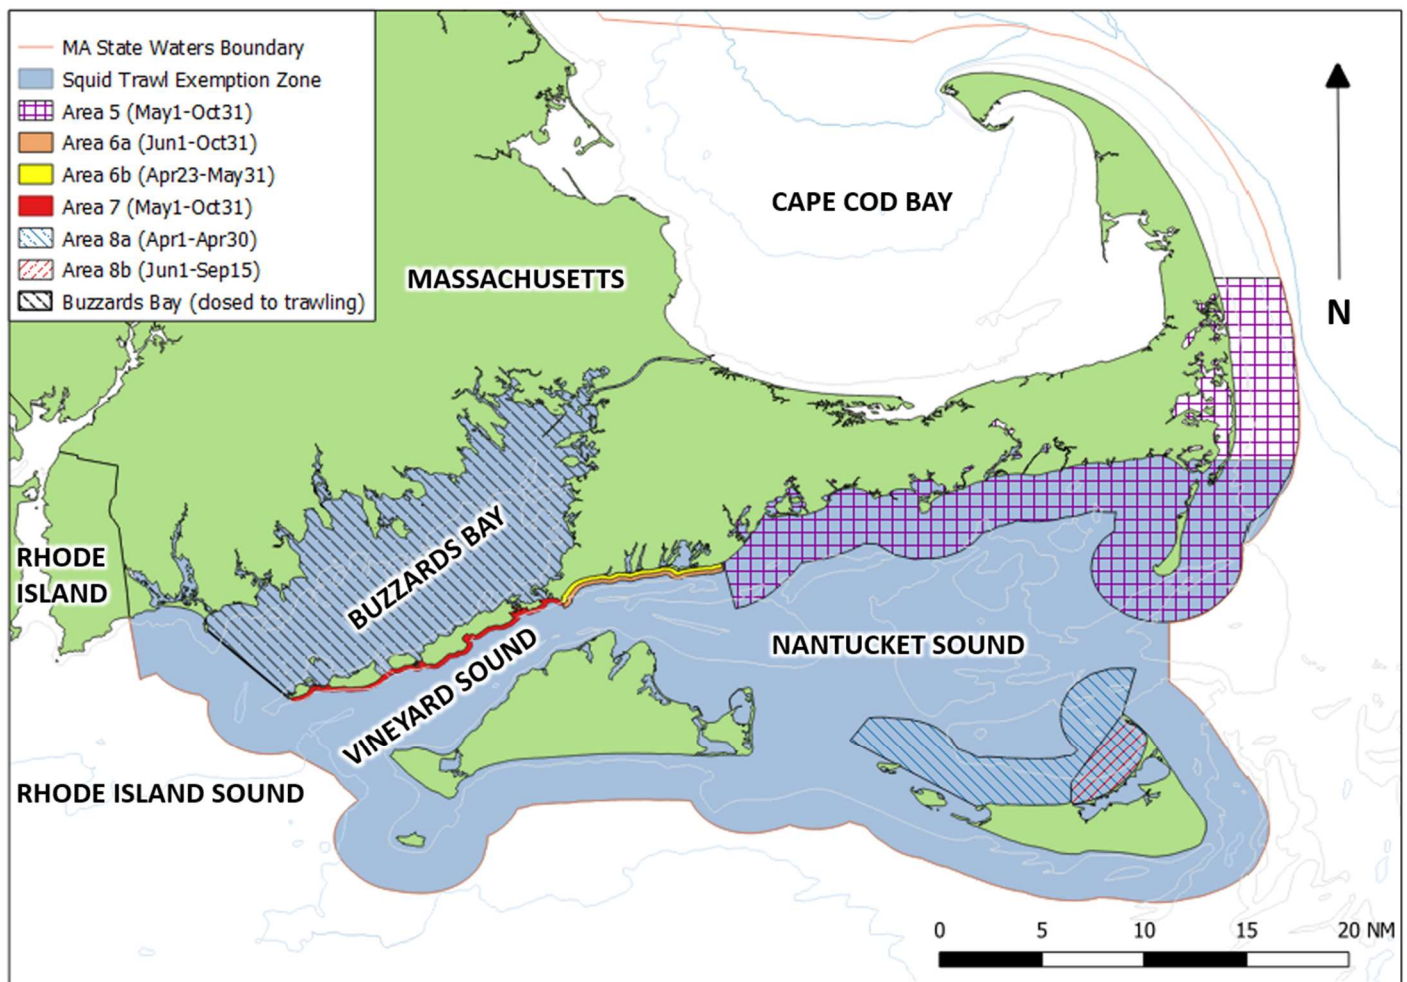 MA State Waters Boundary
Squid Trawl Exemption Zone
Area 5 (May1-Oct31)
Area 6a (Jun1-Oct31)
Area 6b (Apr23-May31)
Area 7 (May1-Oct31)
Area 8a (Apr1-Apr30)
Area 8b (Jun1-Sep15)
Buzzards Bay (closed to trawling)
CAPE COD BAY
MASSACHUSETTS
N
BUZZARDS BAY
RHODE
ISLAND
VINEYARD SOUND
NANTUCKET SOUND
RHODE ISLAND SOUND
0 5 10 15 20 NM